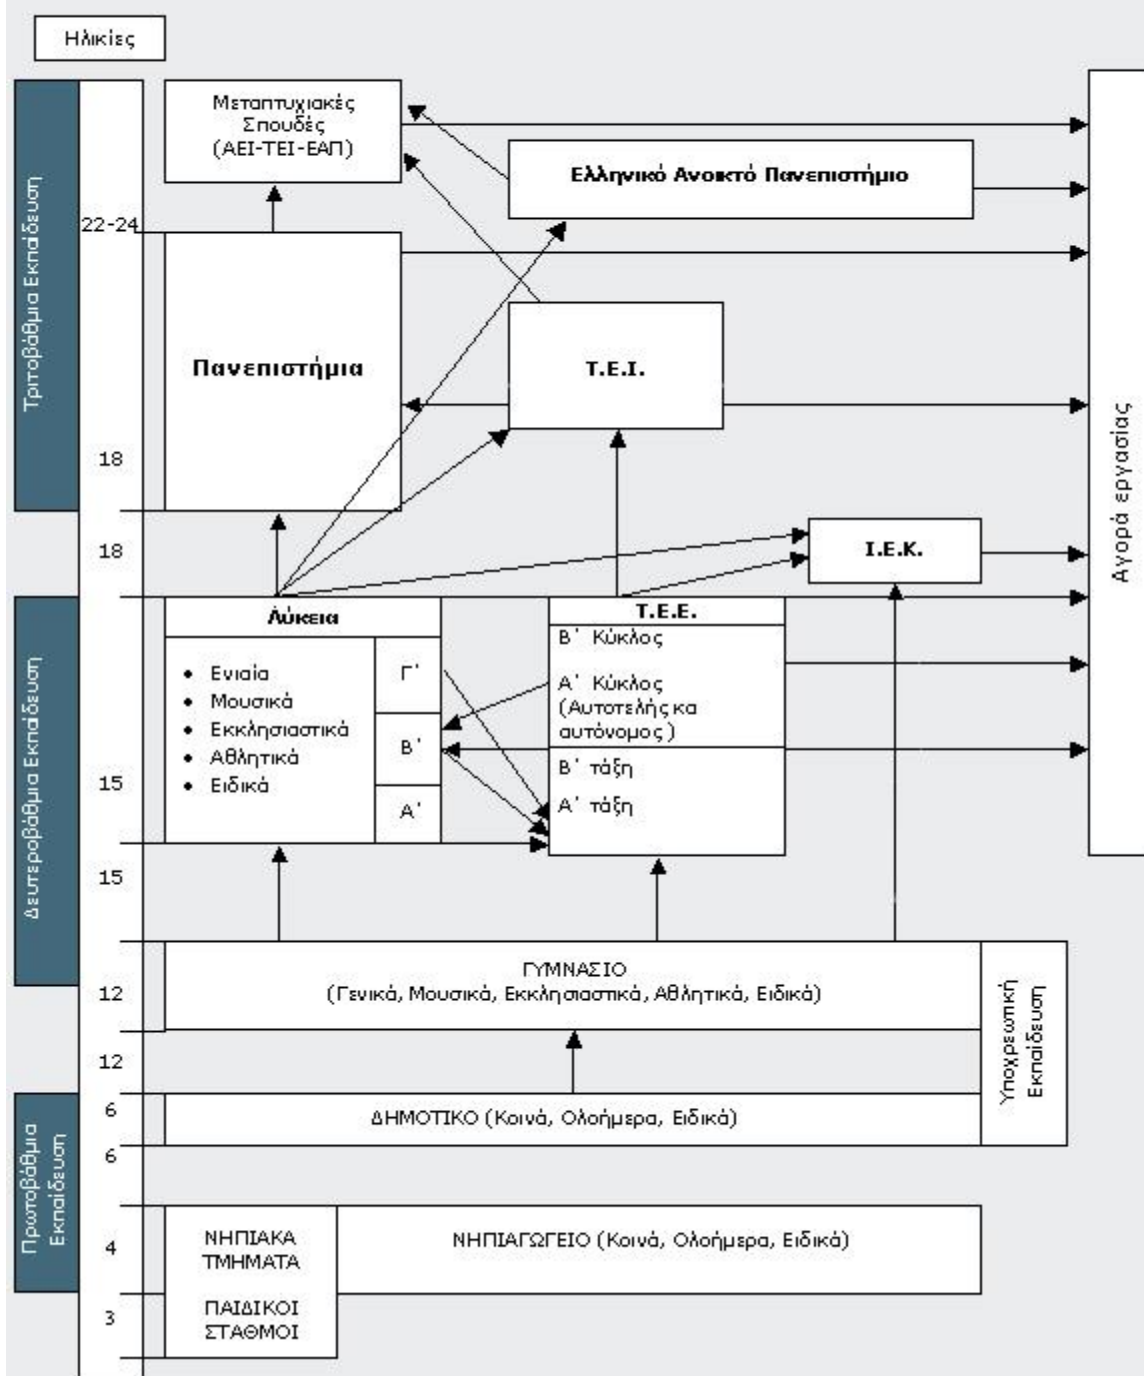 Ηλικίες
Τριτοβάθμια Εκπάιδευση
Μεταπτυχιακές
Σπουδές
(ΑΕΙ-ΤΕΙ-ΕΑΠ)
Ελληνικό Ανοικτό Πανεπιστήμιο
22-24
Πανεπιστήμια
Τ.Ε.Ι.
18
18
Ι.Ε.Κ.
Αγορά εργασίας
Δευτεροβάθμια Εκπαίδευση
Λύκεια
• Ενιαία
• Μουσικά
• Εκκλησιαστικά
• Αθλητικά
• Ειδικά
Γ΄
Β΄
Α΄
Τ.Ε.Ε.
Β΄ Κύκλος
Α΄ Κύκλος
(Αυτοτελής κα
αυτόνομος )
Β΄ τάξη
Α΄ τάξη
15
15
ΓΥΜΝΑΣΙΟ
(Γενικά, Μουσικά, Εκκλησιαστικά, Αθλητικά, Ειδικά)
12
Υποχρεωτική
Εκπαίδευση
12
Πρωτοβάθμια
Εκπαίδευση
6
ΔΗΜΟΤΙΚΟ (Κοινά, Ολοήμερα, Ειδικά)
6
4
ΝΗΠΙΑΚΑ
ΤΜΗΜΑΤΑ
ΝΗΠΙΑΓΩΓΕΙΟ (Κοινά, Ολοήμερα, Ειδικά)
3
ΠΑΙΔΙΚΟΙ
ΣΤΑΘΜΟΙ